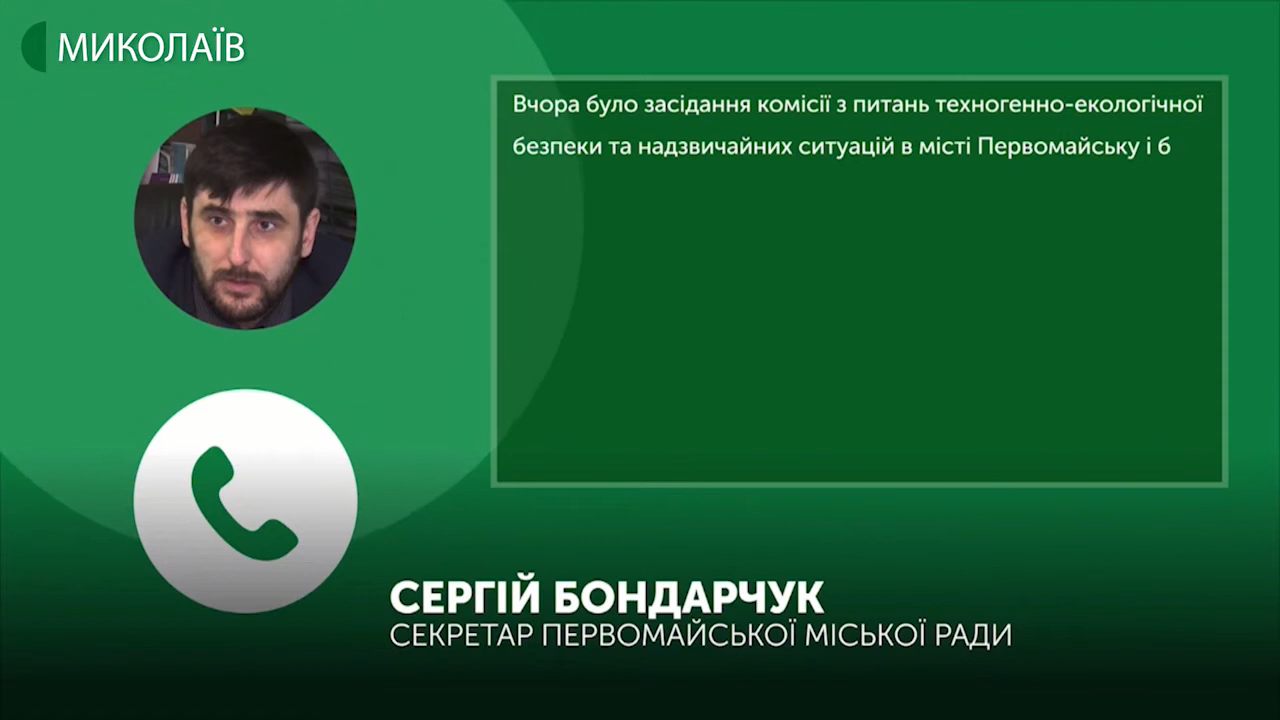 МИКОЛАЇВ
Вчора було засідання комісії з питань техногенно-екологічної
безпеки та надзвичайних ситуацій в місті Первомайську і б
СЕРГІЙ БОНДАРЧУК
СЕКРЕТАР ПЕРВОМАЙСЬКОЇ МІСЬКОЇ РАДИ